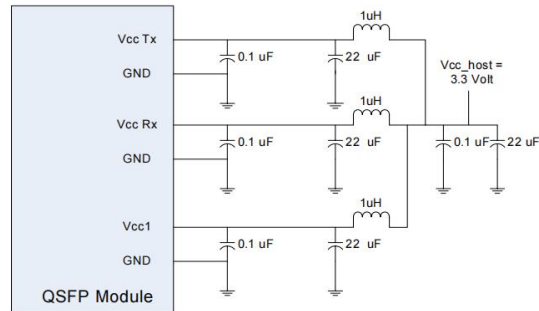 1uH
Vcc Tx
0.1 uF
22 uF
GND
Vcc_host =
3.3 Volt
1uH
Vcc Rx
0.1 uF
22 uF
0.1 uF
22 uF
GND
1uH
Vcc1
0.1 uF
22 uF
GND
QSFP Module